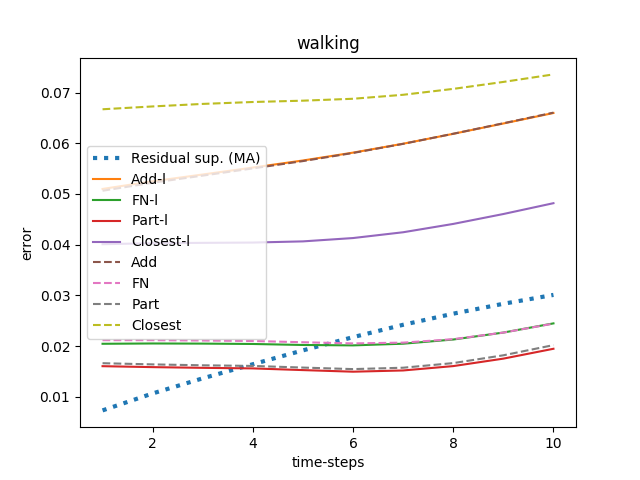 walking
0.07
0.06
0.05
0.04
0.03
0.02
0.01
error
Residual sup. (MA)
Add-l
FN-l
Part-l
Closest-l
Add
FN
Part
Closest
2 4 6 8 10
time-steps